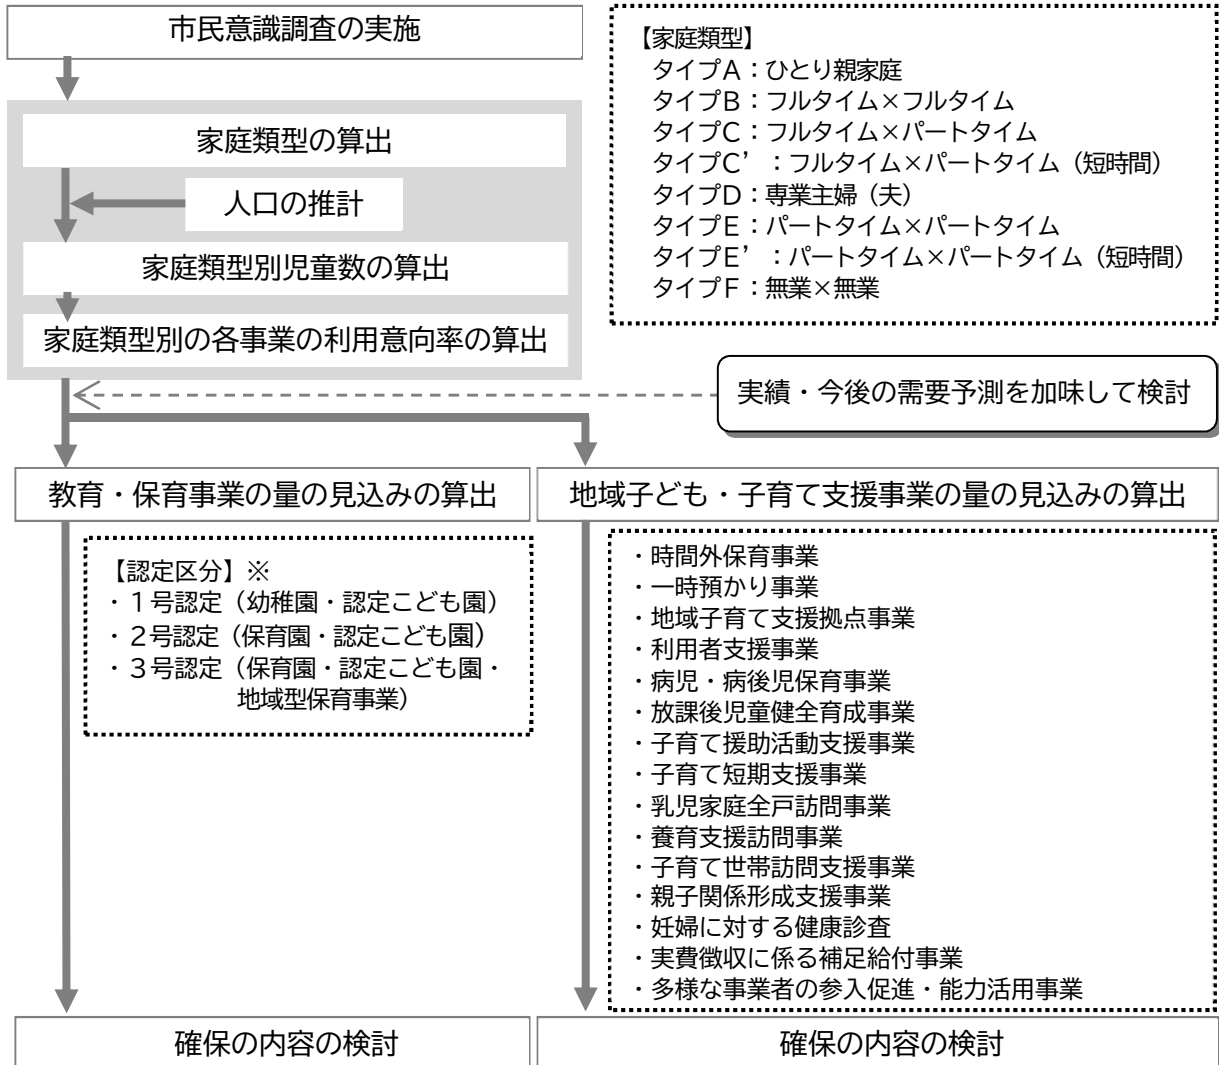 市民意識調査の実施
家庭類型の算出
人口の推計
家庭類型別児童数の算出
家庭類型別の各事業の利用意向率の算出
【家庭類型】
タイプA：ひとり親家庭
タイプB：フルタイム×フルタイム
タイプC：フルタイム×パートタイム
タイプC’：フルタイム×パートタイム（短時間）
タイプD：専業主婦（夫）
タイプE：パートタイム×パートタイム
タイプE’：パートタイム×パートタイム（短時間）
タイプF：無業×無業
実績・今後の需要予測を加味して検討
教育・保育事業の量の見込みの算出
【認定区分】※
・１号認定（幼稚園・認定こども園）
・２号認定（保育園・認定こども園）
・３号認定（保育園・認定こども園・
地域型保育事業）
確保の内容の検討
地域子ども・子育て支援事業の量の見込みの算出
・時間外保育事業
・一時預かり事業
・地域子育て支援拠点事業
・利用者支援事業
・病児・病後児保育事業
・放課後児童健全育成事業
・子育て援助活動支援事業
・子育て短期支援事業
・乳児家庭全戸訪問事業
・養育支援訪問事業
・子育て世帯訪問支援事業
・親子関係形成支援事業
・妊婦に対する健康診査
・実費徴収に係る補足給付事業
・多様な事業者の参入促進・能力活用事業
確保の内容の検討